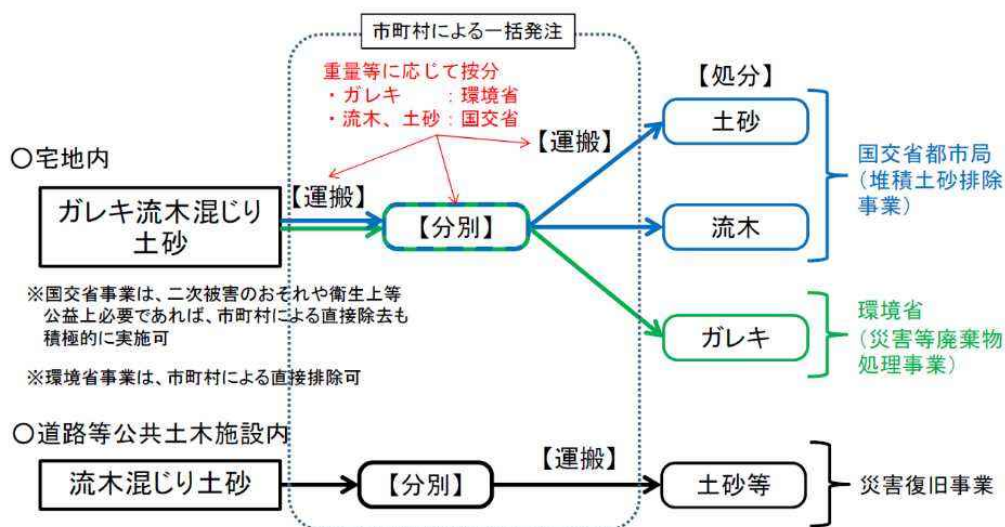 市町村による一括発注
重量等に応じて按分
・ガレキ　　：環境省
・流木、土砂：国交省
【処分】
土砂
【運搬】
国交省都市局
（堆積土砂排除
事業）
〇宅地内
【運搬】
ガレキ流木混じり
土砂
【分別】
流木
※国交省事業は、二次被害のおそれや衛生上等
公益上必要であれば、市町村による直接除去も
積極的に実施可
ガレキ
環境省
（災害等廃棄物
処理事業）
※環境省事業は、市町村による直接排除可
〇道路等公共土木施設内
流木混じり土砂
【分別】
【運搬】
土砂等
災害復旧事業